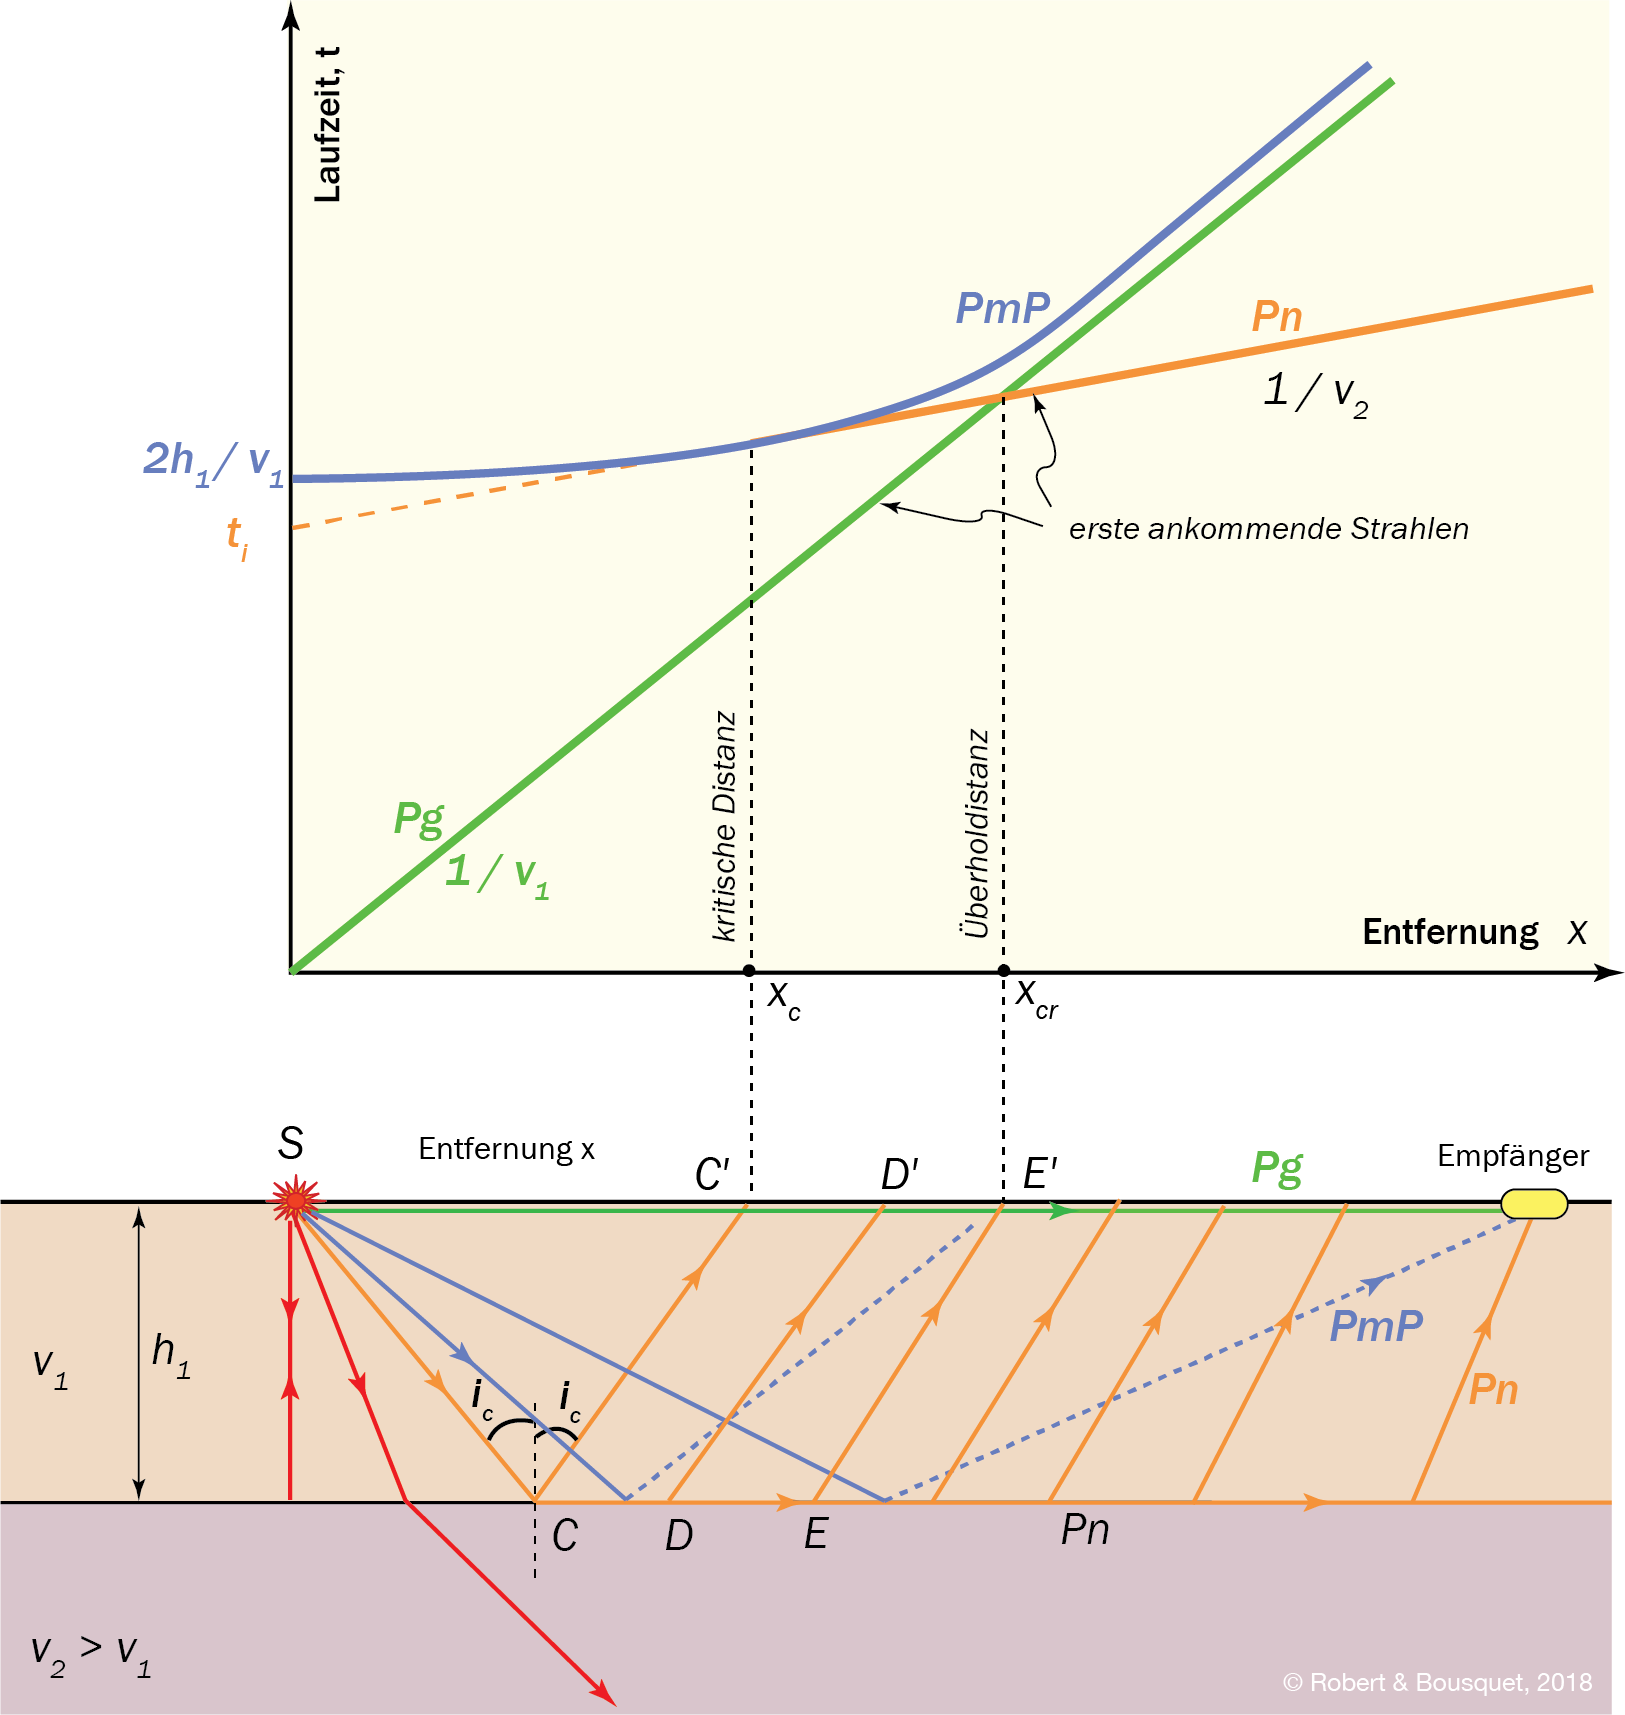 Laufzeit, t
PmP
Pn
1 / v2
2h1 / v1
ti
erste ankommende Strahlen
kritische Distanz
Überholdistanz
Pg
1 / v1
Entfernung x
xc
xcr
S
Entfernung x
C'
D'
E'
Pg
Empfänger
v1
h1
ic
ic
PmP
Pn
C
D
E
Pn
v2 > v1
© Robert & Bousquet, 2018